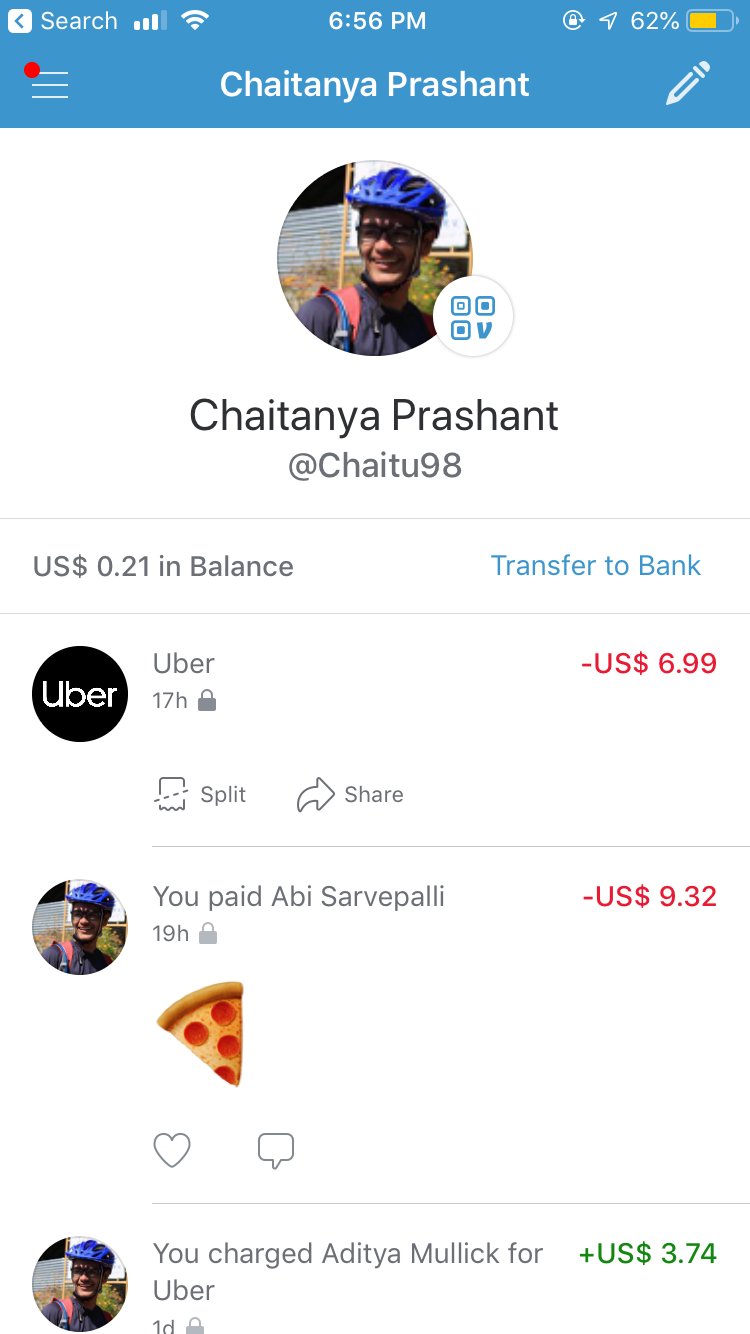 Search 6:56 PM 62%
Chaitanya Prashant
Chaitanya Prashant
@Chaitu98
US$ 0.21 in Balance Transfer to Bank
Uber Uber -US$ 6.99
17h
Split Share
You paid Abi Sarvepalli -US$ 9.32
19h
You charged Aditya Mullick for +US$ 3.74
Uber
1d